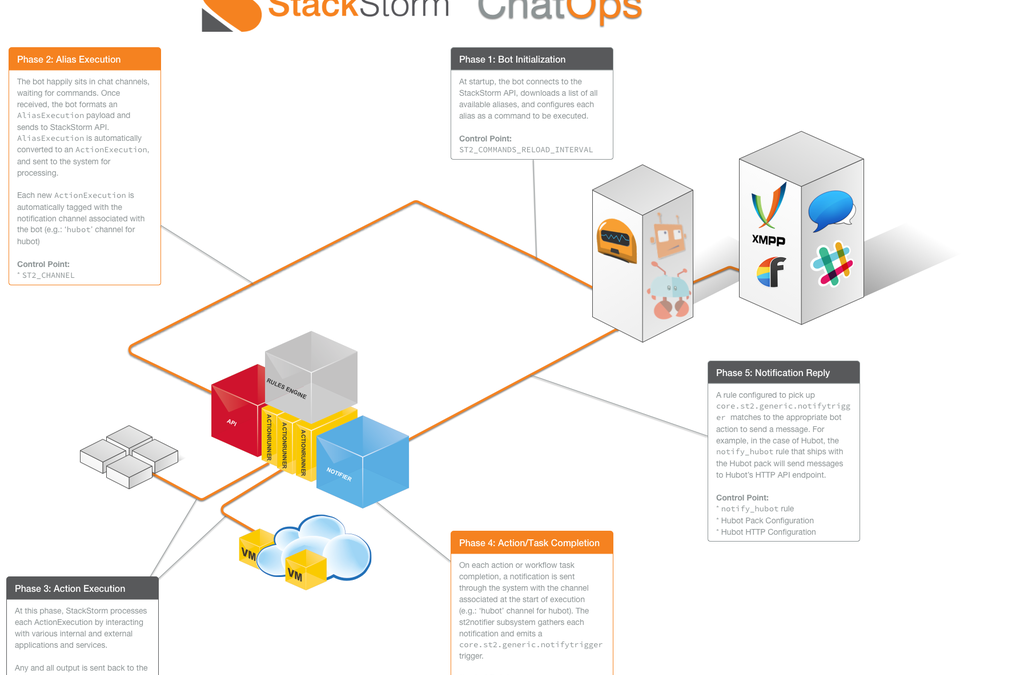 StackStorm ChatOps
Phase 2: Alias Execution
The bot happily sits in chat channels,
waiting for commands. Once
received, the bot formats an
AliasExecution payload and
sends to StackStorm API.
AliasExecution is automatically
converted to an ActionExecution,
and sent to the system for
processing.
Each new ActionExecution is
automatically tagged with the
notification channel associated with
the bot (e.g.: 'hubot' channel for
hubot)
Control Point:
* ST2_CHANNEL
Phase 1: Bot Initialization
At startup, the bot connects to the
StackStorm API, downloads a list of all
available aliases, and configures each
alias as a command to be executed.
Control Point:
ST2_COMMANDS_RELOAD_INTERVAL
XMPP
f
RULES ENGINE
API
ACTIONRUNNER
ACTIONRUNNER
ACTIONRUNNER
NOTIFIER
VM
VM
Phase 5: Notification Reply
A rule configured to pick up
core.st2.generic.notifytrigg
er matches to the appropriate bot
action to send a message. For
example, in the case of Hubot, the
notify_hubot rule that ships with
the Hubot pack will send messages
to Hubot's HTTP API endpoint.
Control Point:
* notify_hubot rule
* Hubot Pack Configuration
* Hubot HTTP Configuration
Phase 4: Action/Task Completion
On each action or workflow task
completion, a notification is sent
through the system with the channel
associated at the start of execution
(e.g.: 'hubot' channel for hubot). The
st2notifier subsystem gathers each
notification and emits a
core.st2.generic.notifytrigger
trigger.
Phase 3: Action Execution
At this phase, StackStorm processes
each ActionExecution by interacting
with various internal and external
applications and services.
Any and all output is sent back to the